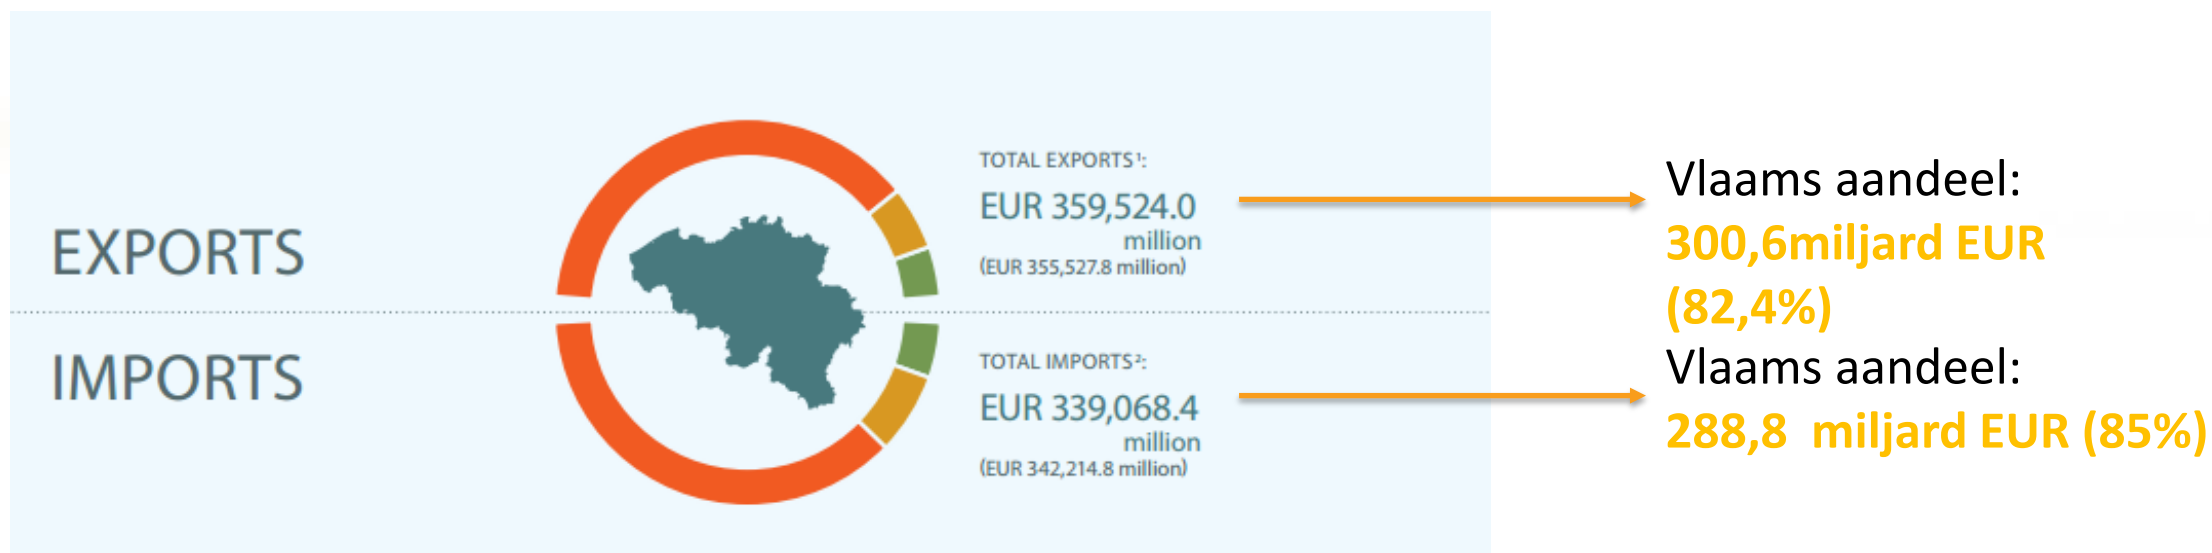 EXPORTS
TOTAL EXPORTS¹:
EUR 359,524.0
million
(EUR 355,527.8 million)
Vlaams aandeel:
300,6miljard EUR
(82,4%)
IMPORTS
TOTAL IMPORTS²:
EUR 339,068.4
million
(EUR 342,214.8 million)
Vlaams aandeel:
288,8  miljard EUR (85%)